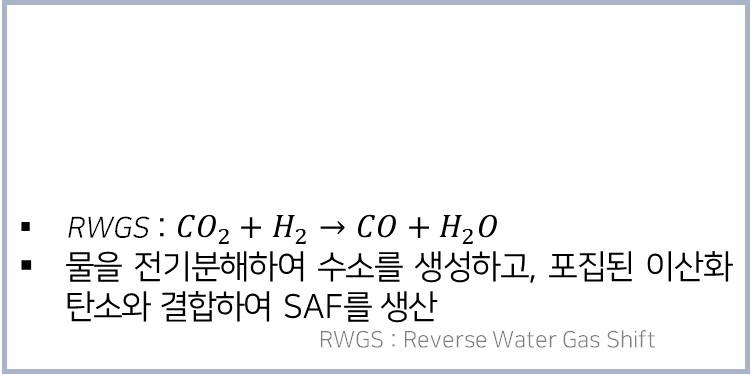 ▪ RWGS : CO₂ + H₂ → CO + H₂O
▪ 물을 전기분해하여 수소를 생성하고, 포집된 이산화
탄소와 결합하여 SAF를 생산
RWGS : Reverse Water Gas Shift